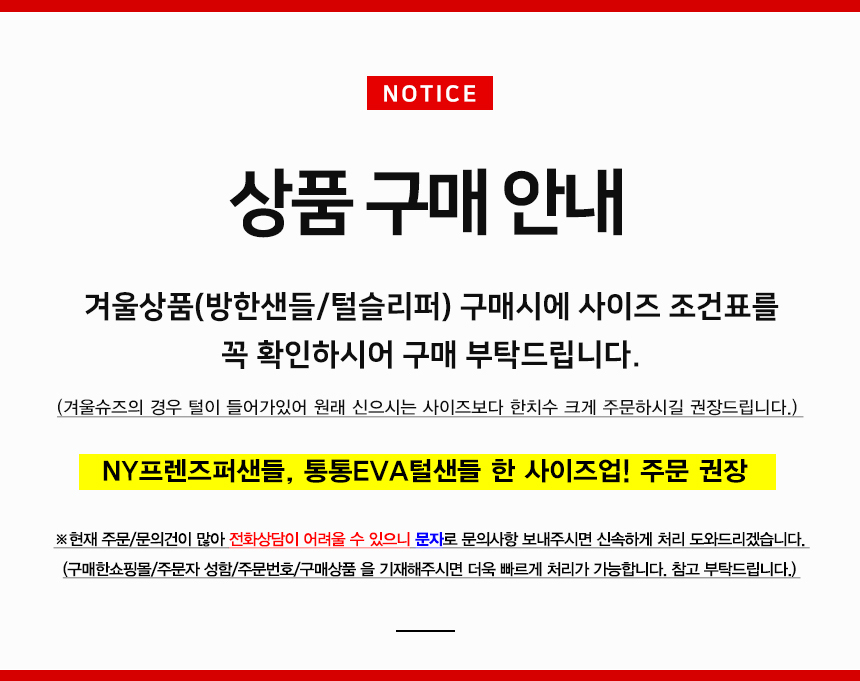 NOTICE
상품 구매 안내
겨울상품(방한샌들/털슬리퍼) 구매시에 사이즈 조건표를
꼭 확인하시어 구매 부탁드립니다.
(겨울슈즈의 경우 털이 들어가있어 원래 신으시는 사이즈보다 한치수 크게 주문하시길 권장드립니다.)
NY프렌즈퍼샌들, 통통EVA털샌들 한 사이즈업! 주문 권장
※현재 주문/문의건이 많아 전화상담이 어려울 수 있으니 문자로 문의사항 보내주시면 신속하게 처리 도와드리겠습니다.
(구매한쇼핑몰/주문자 성함/주문번호/구매상품 을 기재해주시면 더욱 빠르게 처리가 가능합니다. 참고 부탁드립니다.)